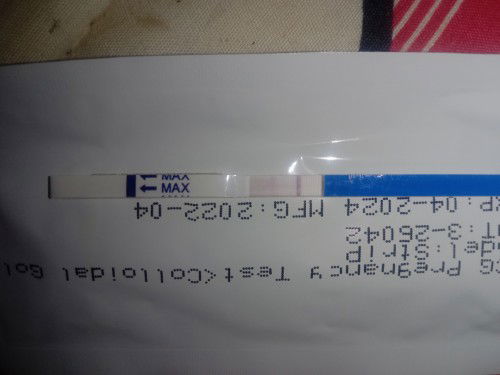 MAX
MAX
CG Pregnancy Test<Colloidal Gol
del:Strip
OT:3-26042
XP:04-2024 MFG:2022-04